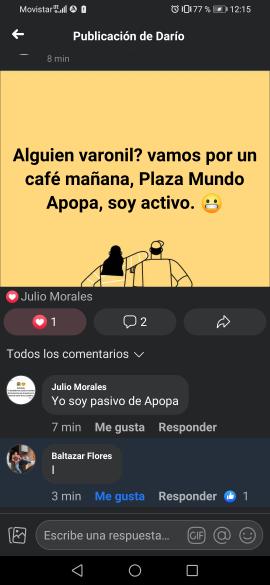 Movistar 77 % 12:15
Publicación de Darío
8 min
Alguien varonil? vamos por un
café mañana, Plaza Mundo
Apopa, soy activo. 😬
Julio Morales
1 2
Todos los comentarios
Julio Morales
Yo soy pasivo de Apopa
7 min Me gusta Responder
Baltazar Flores
I
3 min Me gusta Responder 1
Escribe una respuesta... GIF @